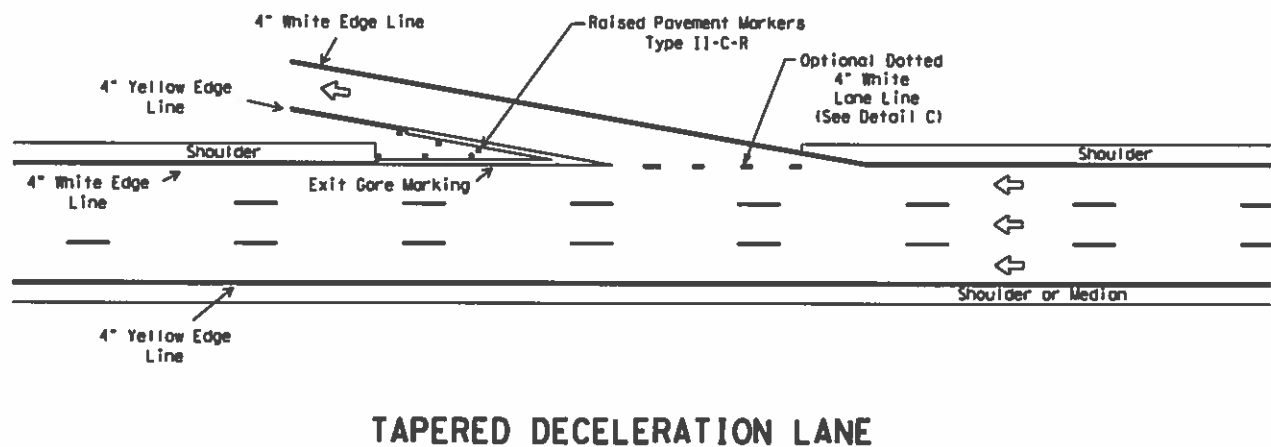 4" White Edge Line
Raised Pavement Markers
Type II-C-R
Optional Dotted
4" White
Lane Line
(See Detail C)
4" Yellow Edge
Line
Shoulder
Shoulder
4" White Edge
Line
Exit Gore Marking
Shoulder or Median
4" Yellow Edge
Line
TAPERED DECELERATION LANE